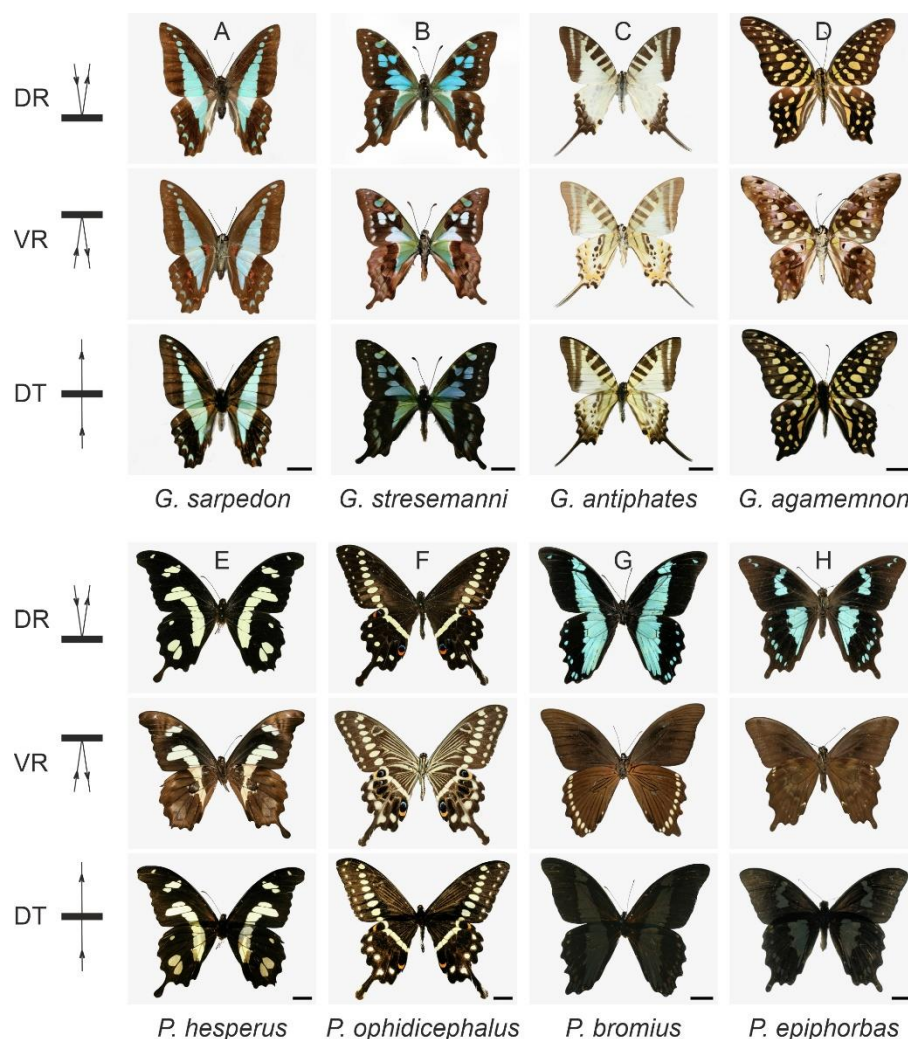 A B C D
DR
VR
DT
G. sarpedon G. stresemanni G. antiphates G. agamemnon
E F G H
DR
VR
DT
P. hesperus P. ophidicephalus P. bromius P. epiphorbas